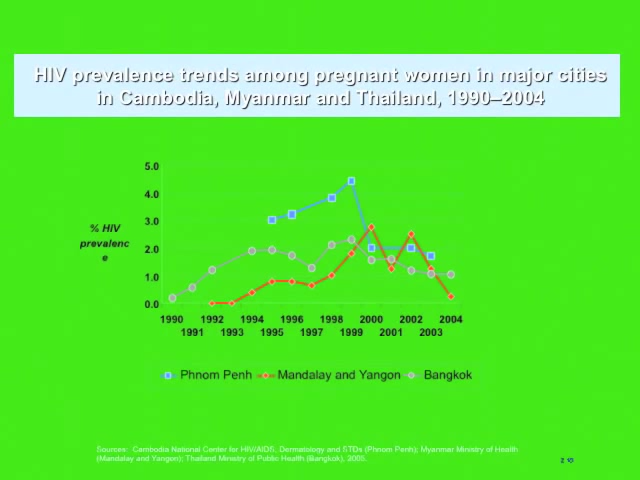 HIV prevalence trends among pregnant women in major cities
in Cambodia, Myanmar and Thailand, 1990–2004
5.0
4.0
3.0
2.0
1.0
0.0
% HIV
prevalenc
e
1990 1992 1994 1996 1998 2000 2002 2004
1991 1993 1995 1997 1999 2001 2003
Phnom Penh Mandalay and Yangon Bangkok
Sources: Cambodia National Center for HIV/AIDS, Dermatology and STDs (Phnom Penh); Myanmar Ministry of Health
(Mandalay and Yangon); Thailand Ministry of Public Health (Bangkok), 2005.